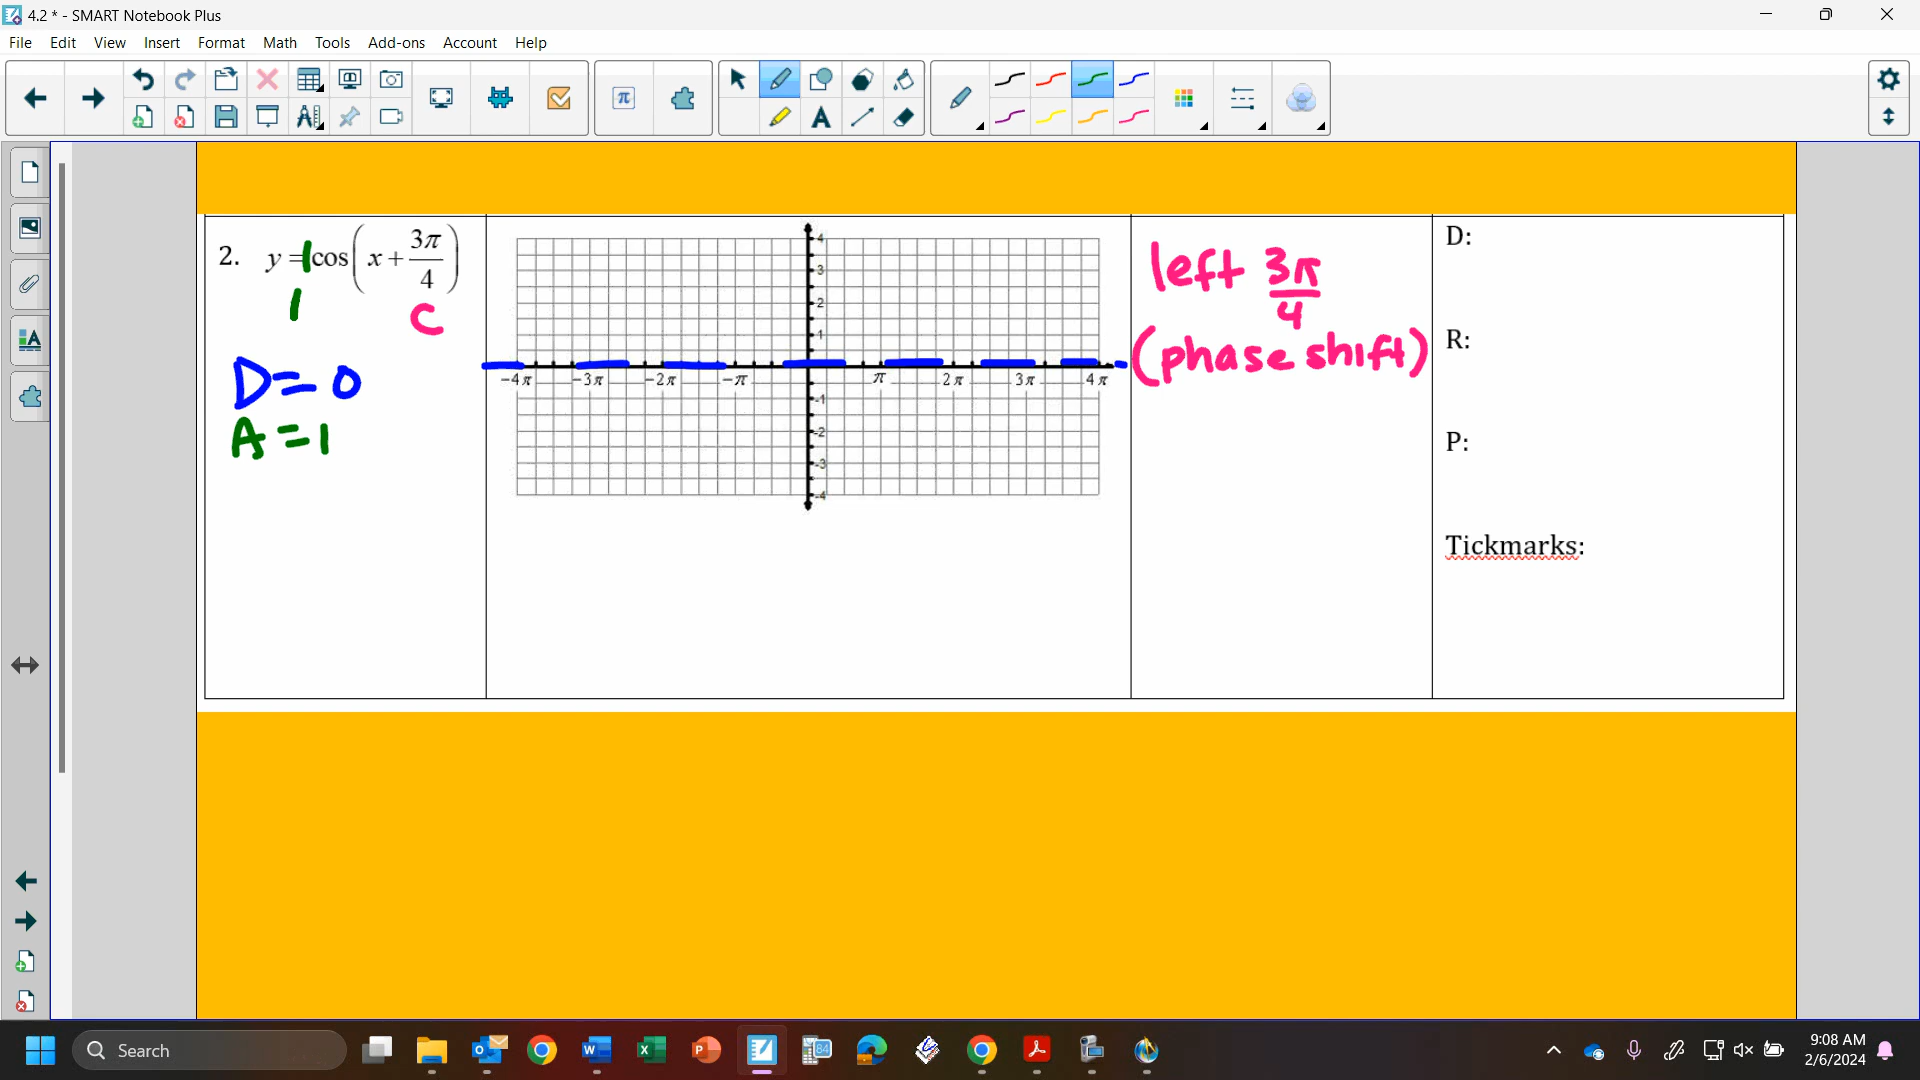 4.2 * - SMART Notebook Plus
File Edit View Insert Format Math Tools Add-ons Account Help
2. y = 1cos(x + 3π/4)
1
C
D = 0
A = 1
4
3
2
1
-4π -3π -2π -π π 2π 3π 4π
-1
-2
-3
-4
left 3π/4
(phase shift)
D:
R:
P:
Tickmarks:
Search
84
9:08 AM
2/6/2024